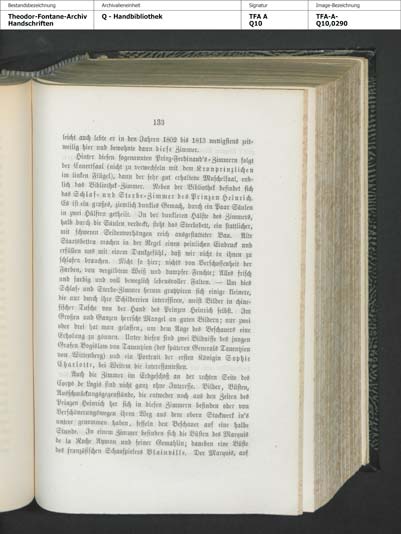 Bestandsbezeichnung
Archivalieneinheit
Signatur
Image-Bezeichnung
Theodor-Fontane-Archiv
Handschriften
Q - Handbibliothek
TFA A
Q10
TFA-A-
Q10,0290
133
leicht auch lebte er in den Jahren 1802 bis 1813 wenigstens zeit-
weilig hier und bewohnte dann diese Zimmer.
Hinter diesen sogenannten Prinz-Ferdinand's-Zimmern folgt
der Concertsaal (nicht zu verwechseln mit dem Kronprinzlichen
im linken Flügel), dann der sehr gut erhaltene Muschelsaal, end-
lich das Bibliothek-Zimmer. Neben der Bibliothek befindet sich
das Schlaf- und Sterbe-Zimmer des Prinzen Heinrich.
Es ist ein großes, ziemlich dunkles Gemach, durch ein Paar Säulen
in zwei Hälften getheilt. In der dunkleren Hälfte des Zimmers,
halb durch die Säulen verdeckt, steht das Sterbebett, ein stattlicher,
mit schweren Seidenvorhängen reich ausgestatteter Bau. Alte
Staatsbetten machen in der Regel einen peinlichen Eindruck und
erfüllen uns mit einem Dankgefühl, daß wir nicht in ihnen zu
schlafen brauchen. Nicht so hier; nichts von Verschossenheit der
Farben, von vergilbtem Weiß und dumpfer Feuchte; Alles frisch
und farbig und voll beweglich lebensvoller Falten. — Um dies
Schlaf- und Sterbe-Zimmer herum gruppiren sich einige kleinere,
die nur durch ihre Schildereien interessiren, meist Bilder in chine-
sischer Tusche von der Hand des Prinzen Heinrich selbst. Im
Großen und Ganzen herrscht Mangel an guten Bildern; nur zwei
oder drei hat man gelassen, um dem Auge des Beschauers eine
Erholung zu gönnen. Unter diesen sind zwei Bildnisse des jungen
Grafen Bogislaw von Tauentzien (des späteren Generals Tauentzien
von Wittenberg) und ein Portrait der ersten Königin Sophie
Charlotte, bei Weitem die interessantesten.
Auch die Zimmer im Erdgeschoß an der rechten Seite des
Corps de logis sind nicht ganz ohne Interesse. Bilder, Büsten,
Ausschmückungsgegenstände, die entweder noch aus den Zeiten des
Prinzen Heinrich her sich in diesen Zimmern befinden oder von
Verschönerungswegen ihren Weg aus dem obern Stockwerk in's
untere genommen haben, fesseln den Beschauer auf eine halbe
Stunde. In einem Zimmer befinden sich die Büsten des Marquis
de la Roche Aymon und seiner Gemahlin; daneben eine Büste
des französischen Schauspielers Blainville. Der Marquis, auf